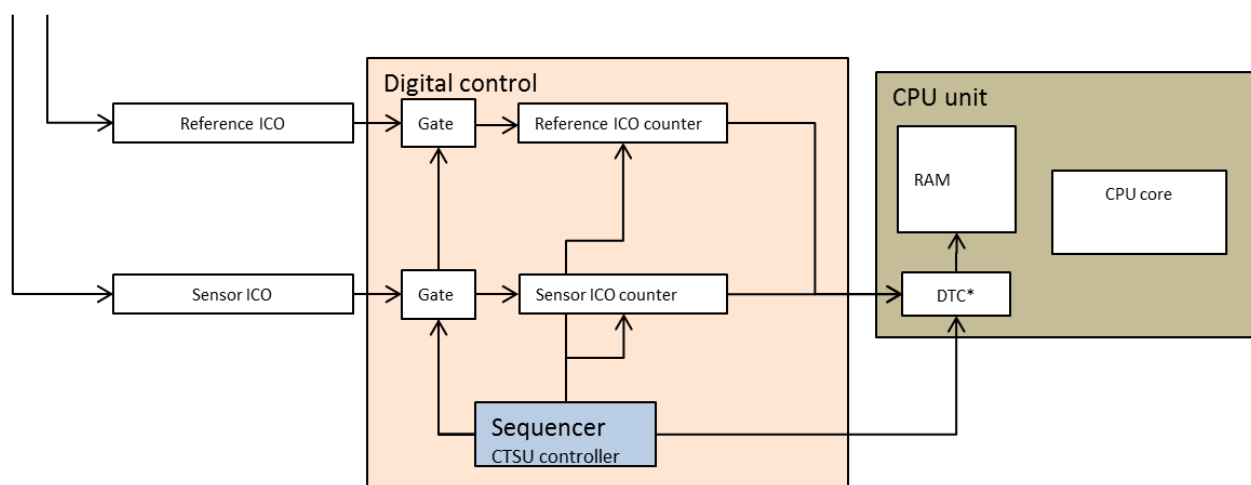 Digital control
CPU unit
Reference ICO
Gate
Reference ICO counter
RAM
CPU core
Sensor ICO
Gate
Sensor ICO counter
DTC*
Sequencer
CTSU controller